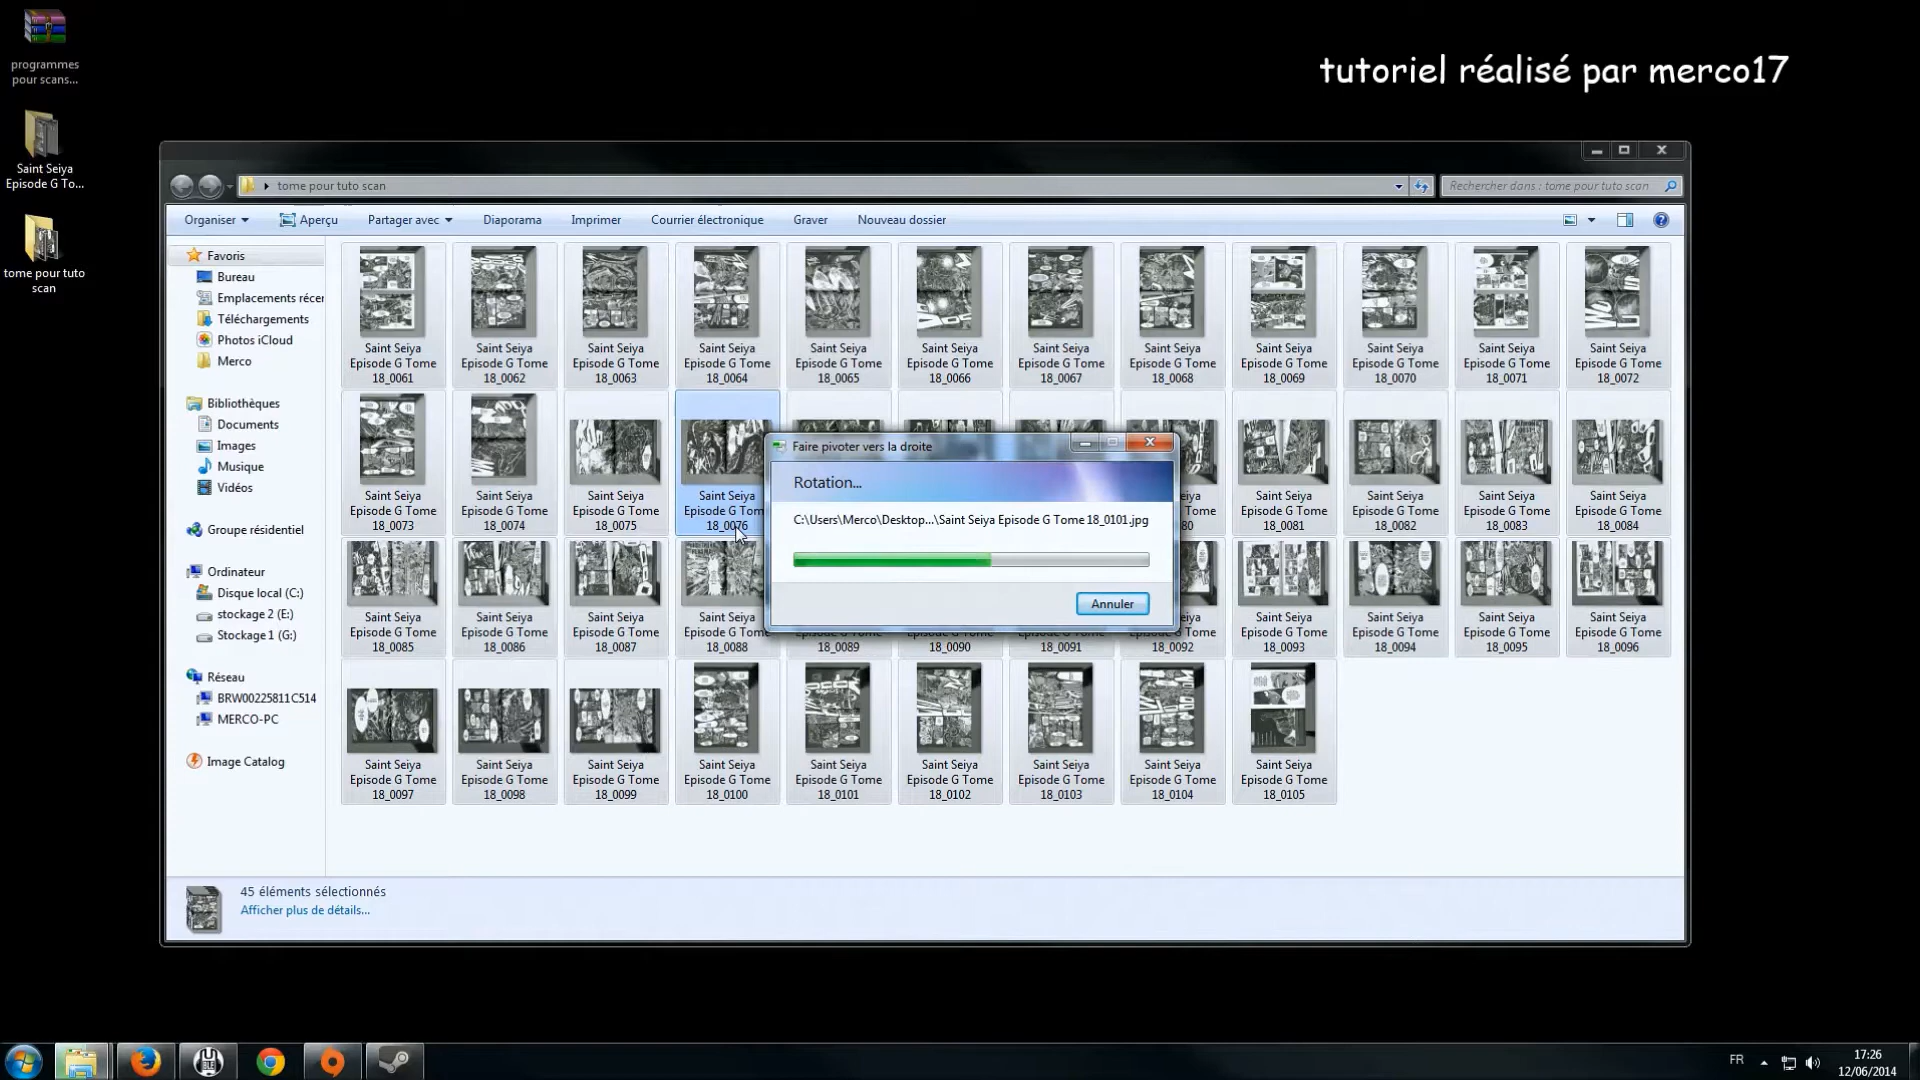 programmes
pour scans...
tutoriel réalisé par merco17
Saint Seiya
Episode G To...
tome pour tuto
scan
tome pour tuto scan
Rechercher dans : tome pour tuto scan
Organiser
Aperçu
Partager avec
Diaporama
Imprimer
Courrier électronique
Graver
Nouveau dossier
Favoris
Bureau
Emplacements récer
Téléchargements
Photos iCloud
Merco
Bibliothèques
Documents
Images
Musique
Vidéos
Groupe résidentiel
Ordinateur
Disque local (C:)
stockage 2 (E:)
Stockage 1 (G:)
Réseau
BRW00225811C514
MERCO-PC
Image Catalog
Saint Seiya Saint Seiya Saint Seiya Saint Seiya Saint Seiya Saint Seiya Saint Seiya Saint Seiya Saint Seiya Saint Seiya Saint Seiya Saint Seiya
Episode G Tome Episode G Tome Episode G Tome Episode G Tome Episode G Tome Episode G Tome Episode G Tome Episode G Tome Episode G Tome Episode G Tome Episode G Tome Episode G Tome
18_0061 18_0062 18_0063 18_0064 18_0065 18_0066 18_0067 18_0068 18_0069 18_0070 18_0071 18_0072
Saint Seiya Saint Seiya Saint Seiya Saint Seiya Saint Seiya Saint Seiya Saint Seiya Saint Seiya
Episode G Tome Episode G Tome Episode G Tome Episode G Tom Episode G Tome Episode G Tome Episode G Tome Episode G Tome
18_0073 18_0074 18_0075 18_0076 80 18_0081 18_0082 18_0083 18_0084
Faire pivoter vers la droite
Rotation...
C:\Users\Merco\Desktop...\Saint Seiya Episode G Tome 18_0101.jpg
Annuler
Saint Seiya Saint Seiya Saint Seiya Saint Seiya Saint Seiya Saint Seiya Saint Seiya Saint Seiya
Episode G Tome Episode G Tome Episode G Tome Episode G Tome Episode G Tome Episode G Tome Episode G Tome Episode G Tome Episode G Tome Episode G Tome Episode G Tome Episode G Tome
18_0085 18_0086 18_0087 18_0088 18_0089 18_0090 18_0091 18_0092 18_0093 18_0094 18_0095 18_0096
Saint Seiya Saint Seiya Saint Seiya Saint Seiya Saint Seiya Saint Seiya Saint Seiya Saint Seiya Saint Seiya
Episode G Tome Episode G Tome Episode G Tome Episode G Tome Episode G Tome Episode G Tome Episode G Tome Episode G Tome Episode G Tome
18_0097 18_0098 18_0099 18_0100 18_0101 18_0102 18_0103 18_0104 18_0105
45 éléments sélectionnés
Afficher plus de détails...
FR
17:26
12/06/2014